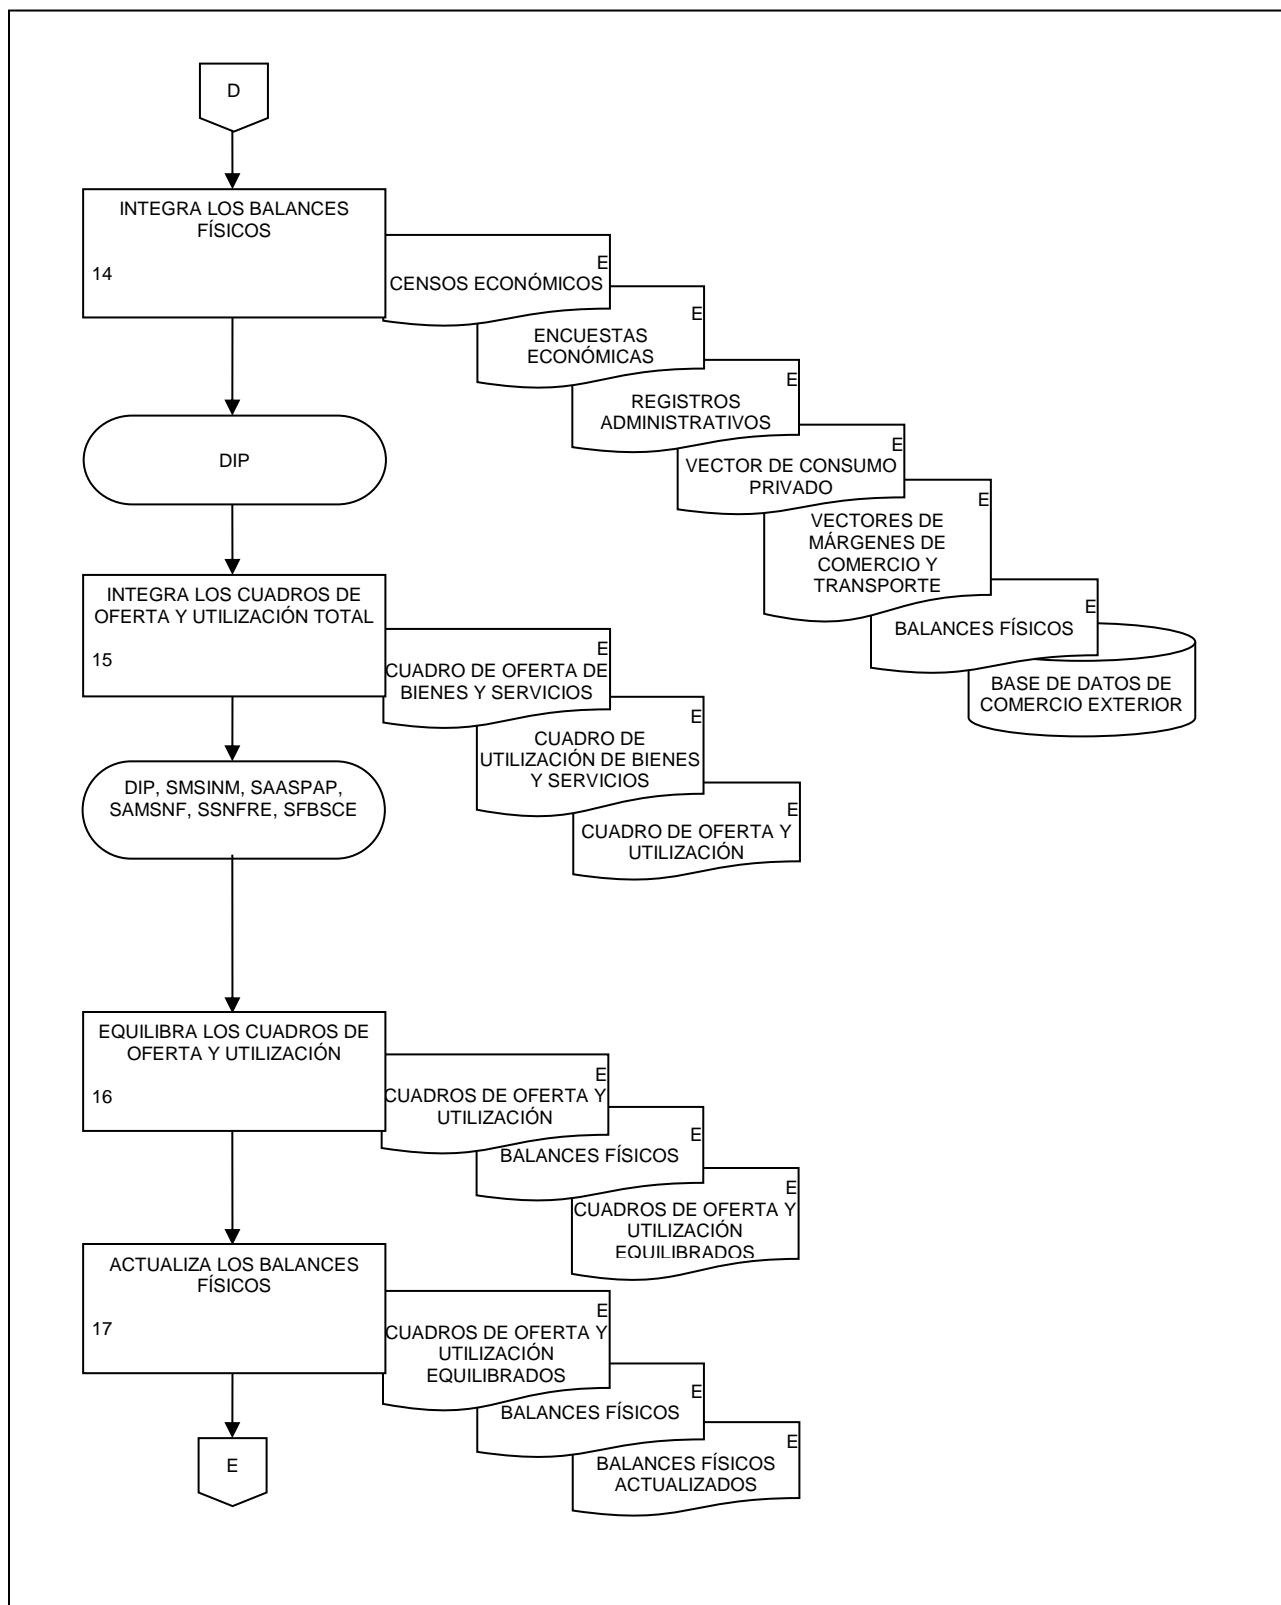 D
INTEGRA LOS BALANCES
FÍSICOS
14
E
CENSOS ECONÓMICOS
E
ENCUESTAS
ECONÓMICAS
E
REGISTROS
ADMINISTRATIVOS
E
VECTOR DE CONSUMO
PRIVADO
E
VECTORES DE
MÁRGENES DE
COMERCIO Y
TRANSPORTE
E
BALANCES FÍSICOS
BASE DE DATOS DE
COMERCIO EXTERIOR
DIP
INTEGRA LOS CUADROS DE
OFERTA Y UTILIZACIÓN TOTAL
15
E
CUADRO DE OFERTA DE
BIENES Y SERVICIOS
E
CUADRO DE
UTILIZACIÓN DE BIENES
Y SERVICIOS
E
CUADRO DE OFERTA Y
UTILIZACIÓN
DIP, SMSINM, SAASPAP,
SAMSNF, SSNFRE, SFBSCE
EQUILIBRA LOS CUADROS DE
OFERTA Y UTILIZACIÓN
16
E
CUADROS DE OFERTA Y
UTILIZACIÓN
E
BALANCES FÍSICOS
E
CUADROS DE OFERTA Y
UTILIZACIÓN
EQUILIBRADOS
ACTUALIZA LOS BALANCES
FÍSICOS
17
E
CUADROS DE OFERTA Y
UTILIZACIÓN
EQUILIBRADOS
E
BALANCES FÍSICOS
E
BALANCES FÍSICOS
ACTUALIZADOS
E